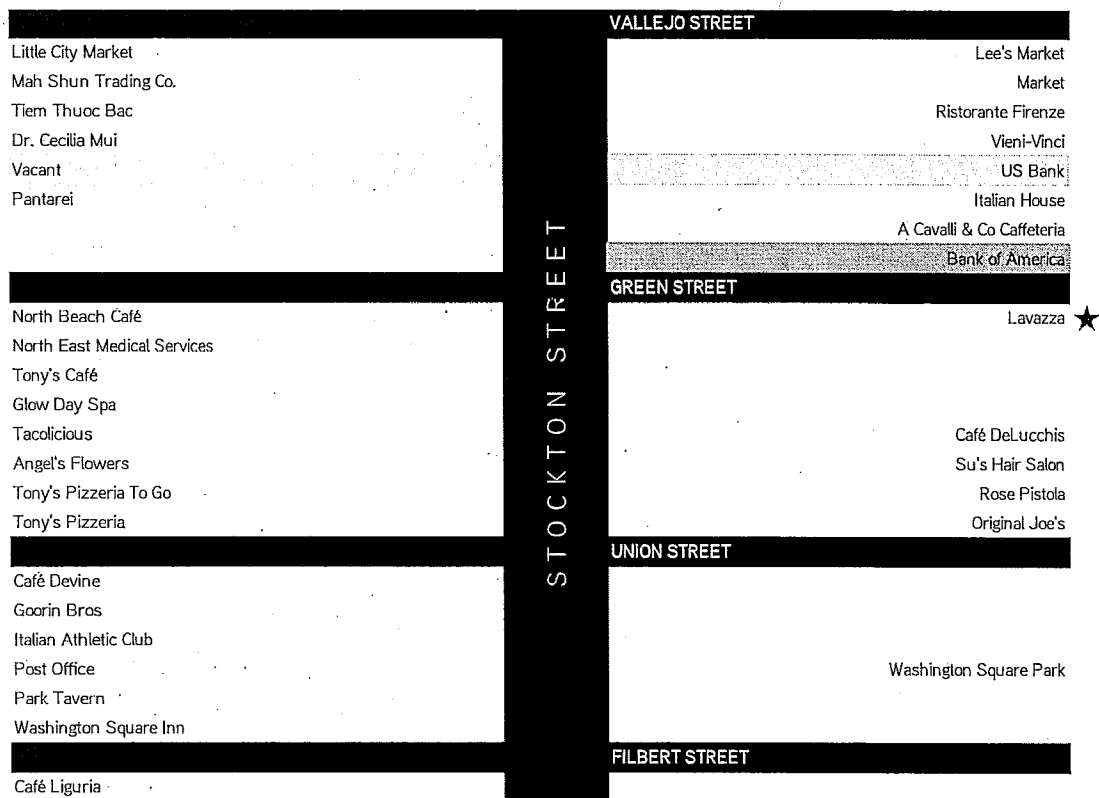 VALLEJO STREET
Little City Market
Lee's Market
Mah Shun Trading Co.
Market
Tiem Thuoc Bac
Ristorante Firenze
Dr. Cecilia Mui
Vieni-Vinci
Vacant
US Bank
Pantarei
Italian House
A Cavalli & Co Caffeteria
Bank of America
STOCKTON STREET
GREEN STREET
North Beach Café
Lavazza
North East Medical Services
Tony's Café
Glow Day Spa
Tacolicious
Café DeLucchis
Angel's Flowers
Su's Hair Salon
Tony's Pizzeria To Go
Rose Pistola
Tony's Pizzeria
Original Joe's
UNION STREET
Café Devine
Goorin Bros
Italian Athletic Club
Post Office
Washington Square Park
Park Tavern
Washington Square Inn
FILBERT STREET
Café Liguria